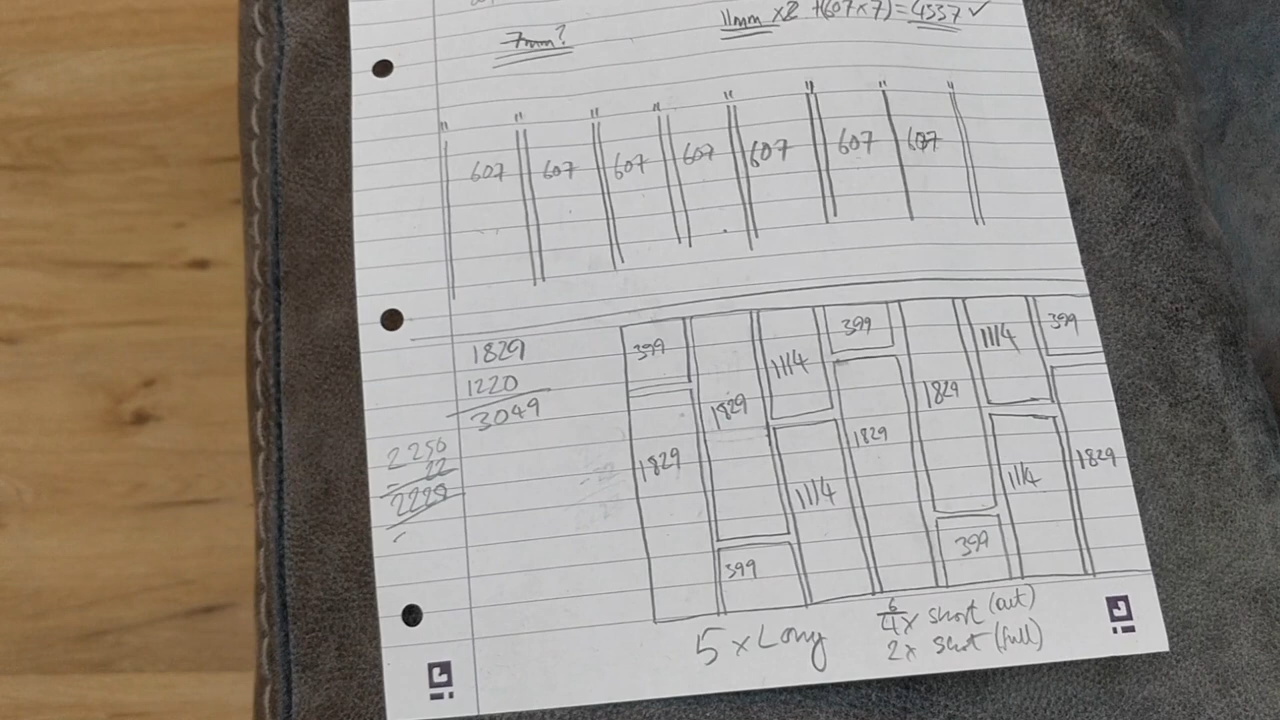 7mm?
11mm x2 +(607x7) = 4337 ✓
" " " " " " " "
607 607 607 607 607 607 607
1829
1220
3049
2250
- 22
2228
399 1829 1114 399 1829 1114 399
1829 399 1114 1829 399 1114 1829
5 x Long
6
4x short (cut)
2x short (full)